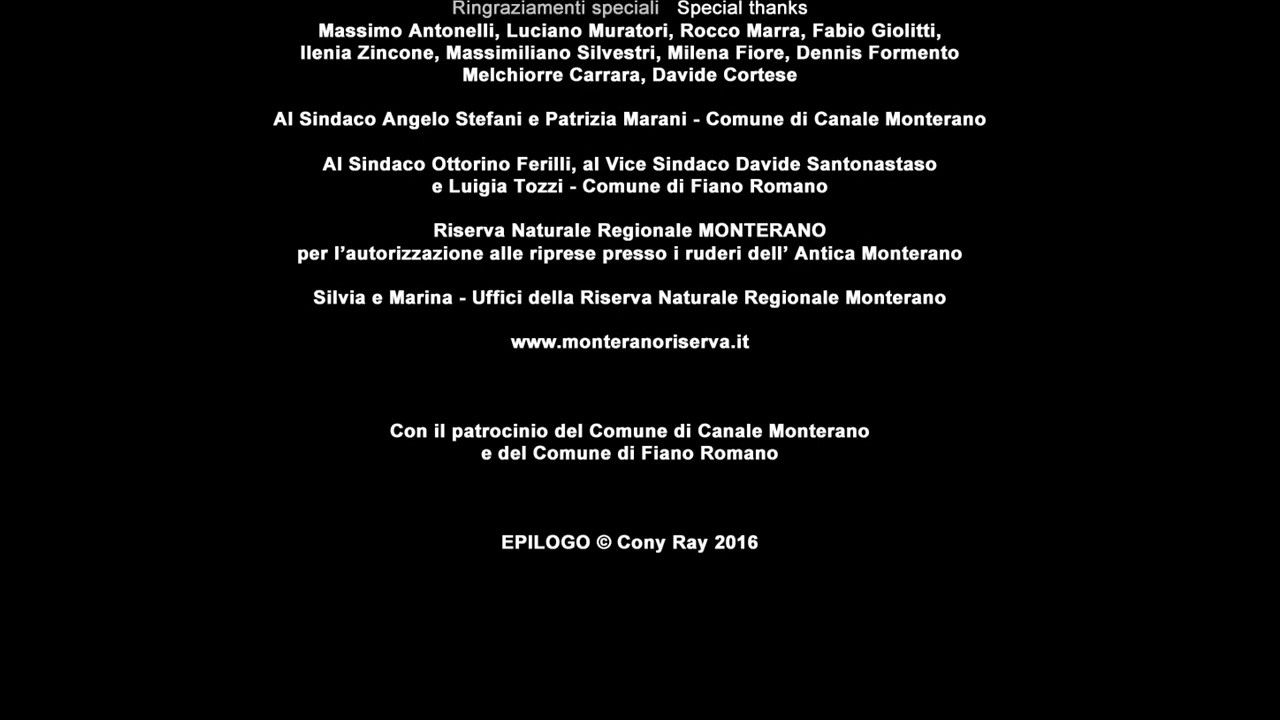 Ringraziamenti speciali Special thanks
Massimo Antonelli, Luciano Muratori, Rocco Marra, Fabio Giolitti,
Ilenia Zincone, Massimiliano Silvestri, Milena Fiore, Dennis Formento
Melchiorre Carrara, Davide Cortese
Al Sindaco Angelo Stefani e Patrizia Marani - Comune di Canale Monterano
Al Sindaco Ottorino Ferilli, al Vice Sindaco Davide Santonastaso
e Luigia Tozzi - Comune di Fiano Romano
Riserva Naturale Regionale MONTERANO
per l’autorizzazione alle riprese presso i ruderi dell’ Antica Monterano
Silvia e Marina - Uffici della Riserva Naturale Regionale Monterano
www.monteranoriserva.it
Con il patrocinio del Comune di Canale Monterano
e del Comune di Fiano Romano
EPILOGO © Cony Ray 2016